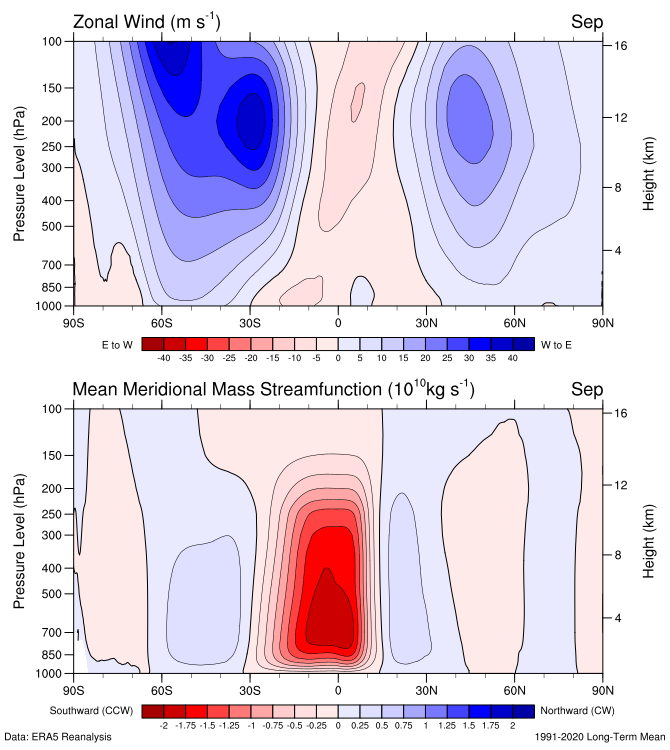 Zonal Wind (m s⁻¹) Sep
100
150
200
250
300
400
500
700
850
1000
Pressure Level (hPa)
16
12
8
4
Height (km)
90S 60S 30S 0 30N 60N 90N
E to W W to E
-40 -35 -30 -25 -20 -15 -10 -5 0 5 10 15 20 25 30 35 40
Mean Meridional Mass Streamfunction (10¹⁰kg s⁻¹) Sep
100
150
200
250
300
400
500
700
850
1000
Pressure Level (hPa)
16
12
8
4
Height (km)
90S 60S 30S 0 30N 60N 90N
Southward (CCW) Northward (CW)
-2 -1.75 -1.5 -1.25 -1 -0.75 -0.5 -0.25 0 0.25 0.5 0.75 1 1.25 1.5 1.75 2
Data: ERA5 Reanalysis 1991-2020 Long-Term Mean